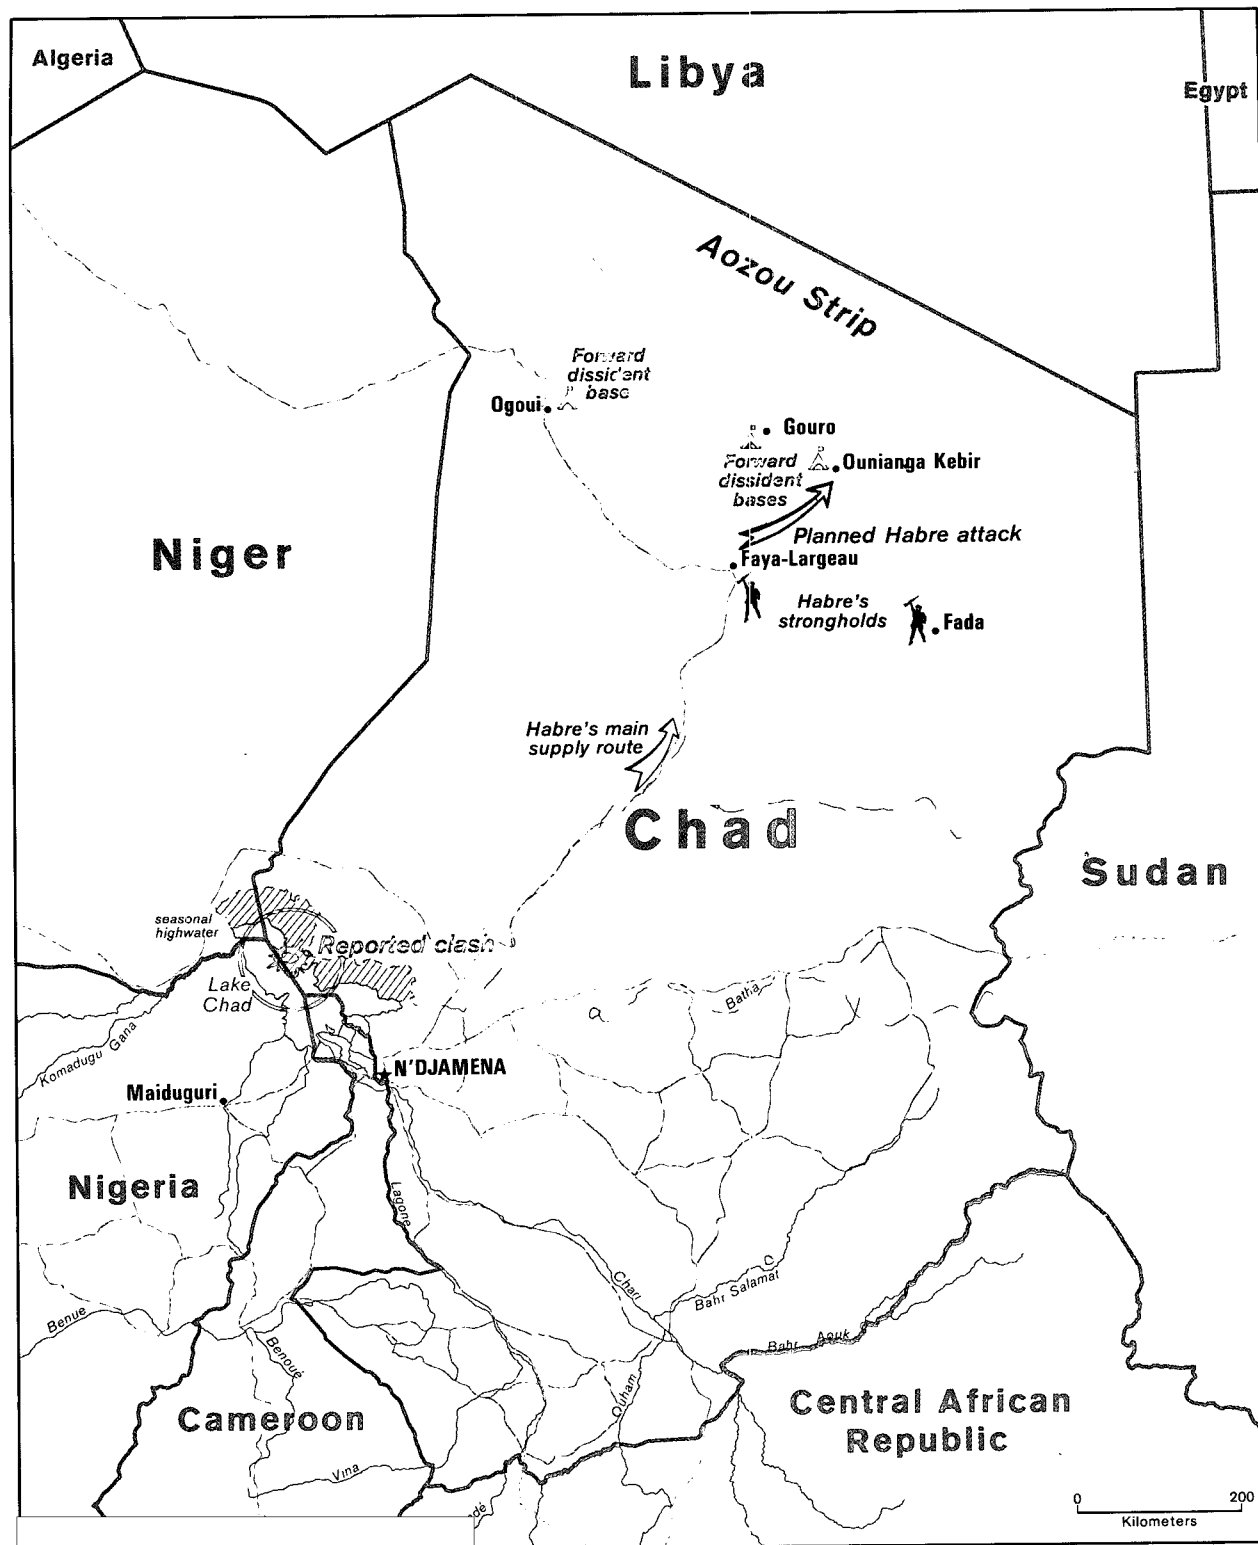 Algeria
Libya
Egypt
Aozou Strip
Forward
dissident
base
Ogoui
Gouro
Forward
dissident
bases
Ounianga Kebir
Planned Habre attack
Niger
Faya-Largeau
Habre's
strongholds
Fada
Habre's main
supply route
Chad
Sudan
seasonal
highwater
Reported clash
Lake
Chad
Batha
Komadugu Gana
N'DJAMENA
Maiduguri
Nigeria
Lagone
Chari
Bahr Salamat
Benue
Benoué
Bahr Aouk
Ouham
Cameroon
Central African
Republic
Vina
0 200
Kilometers